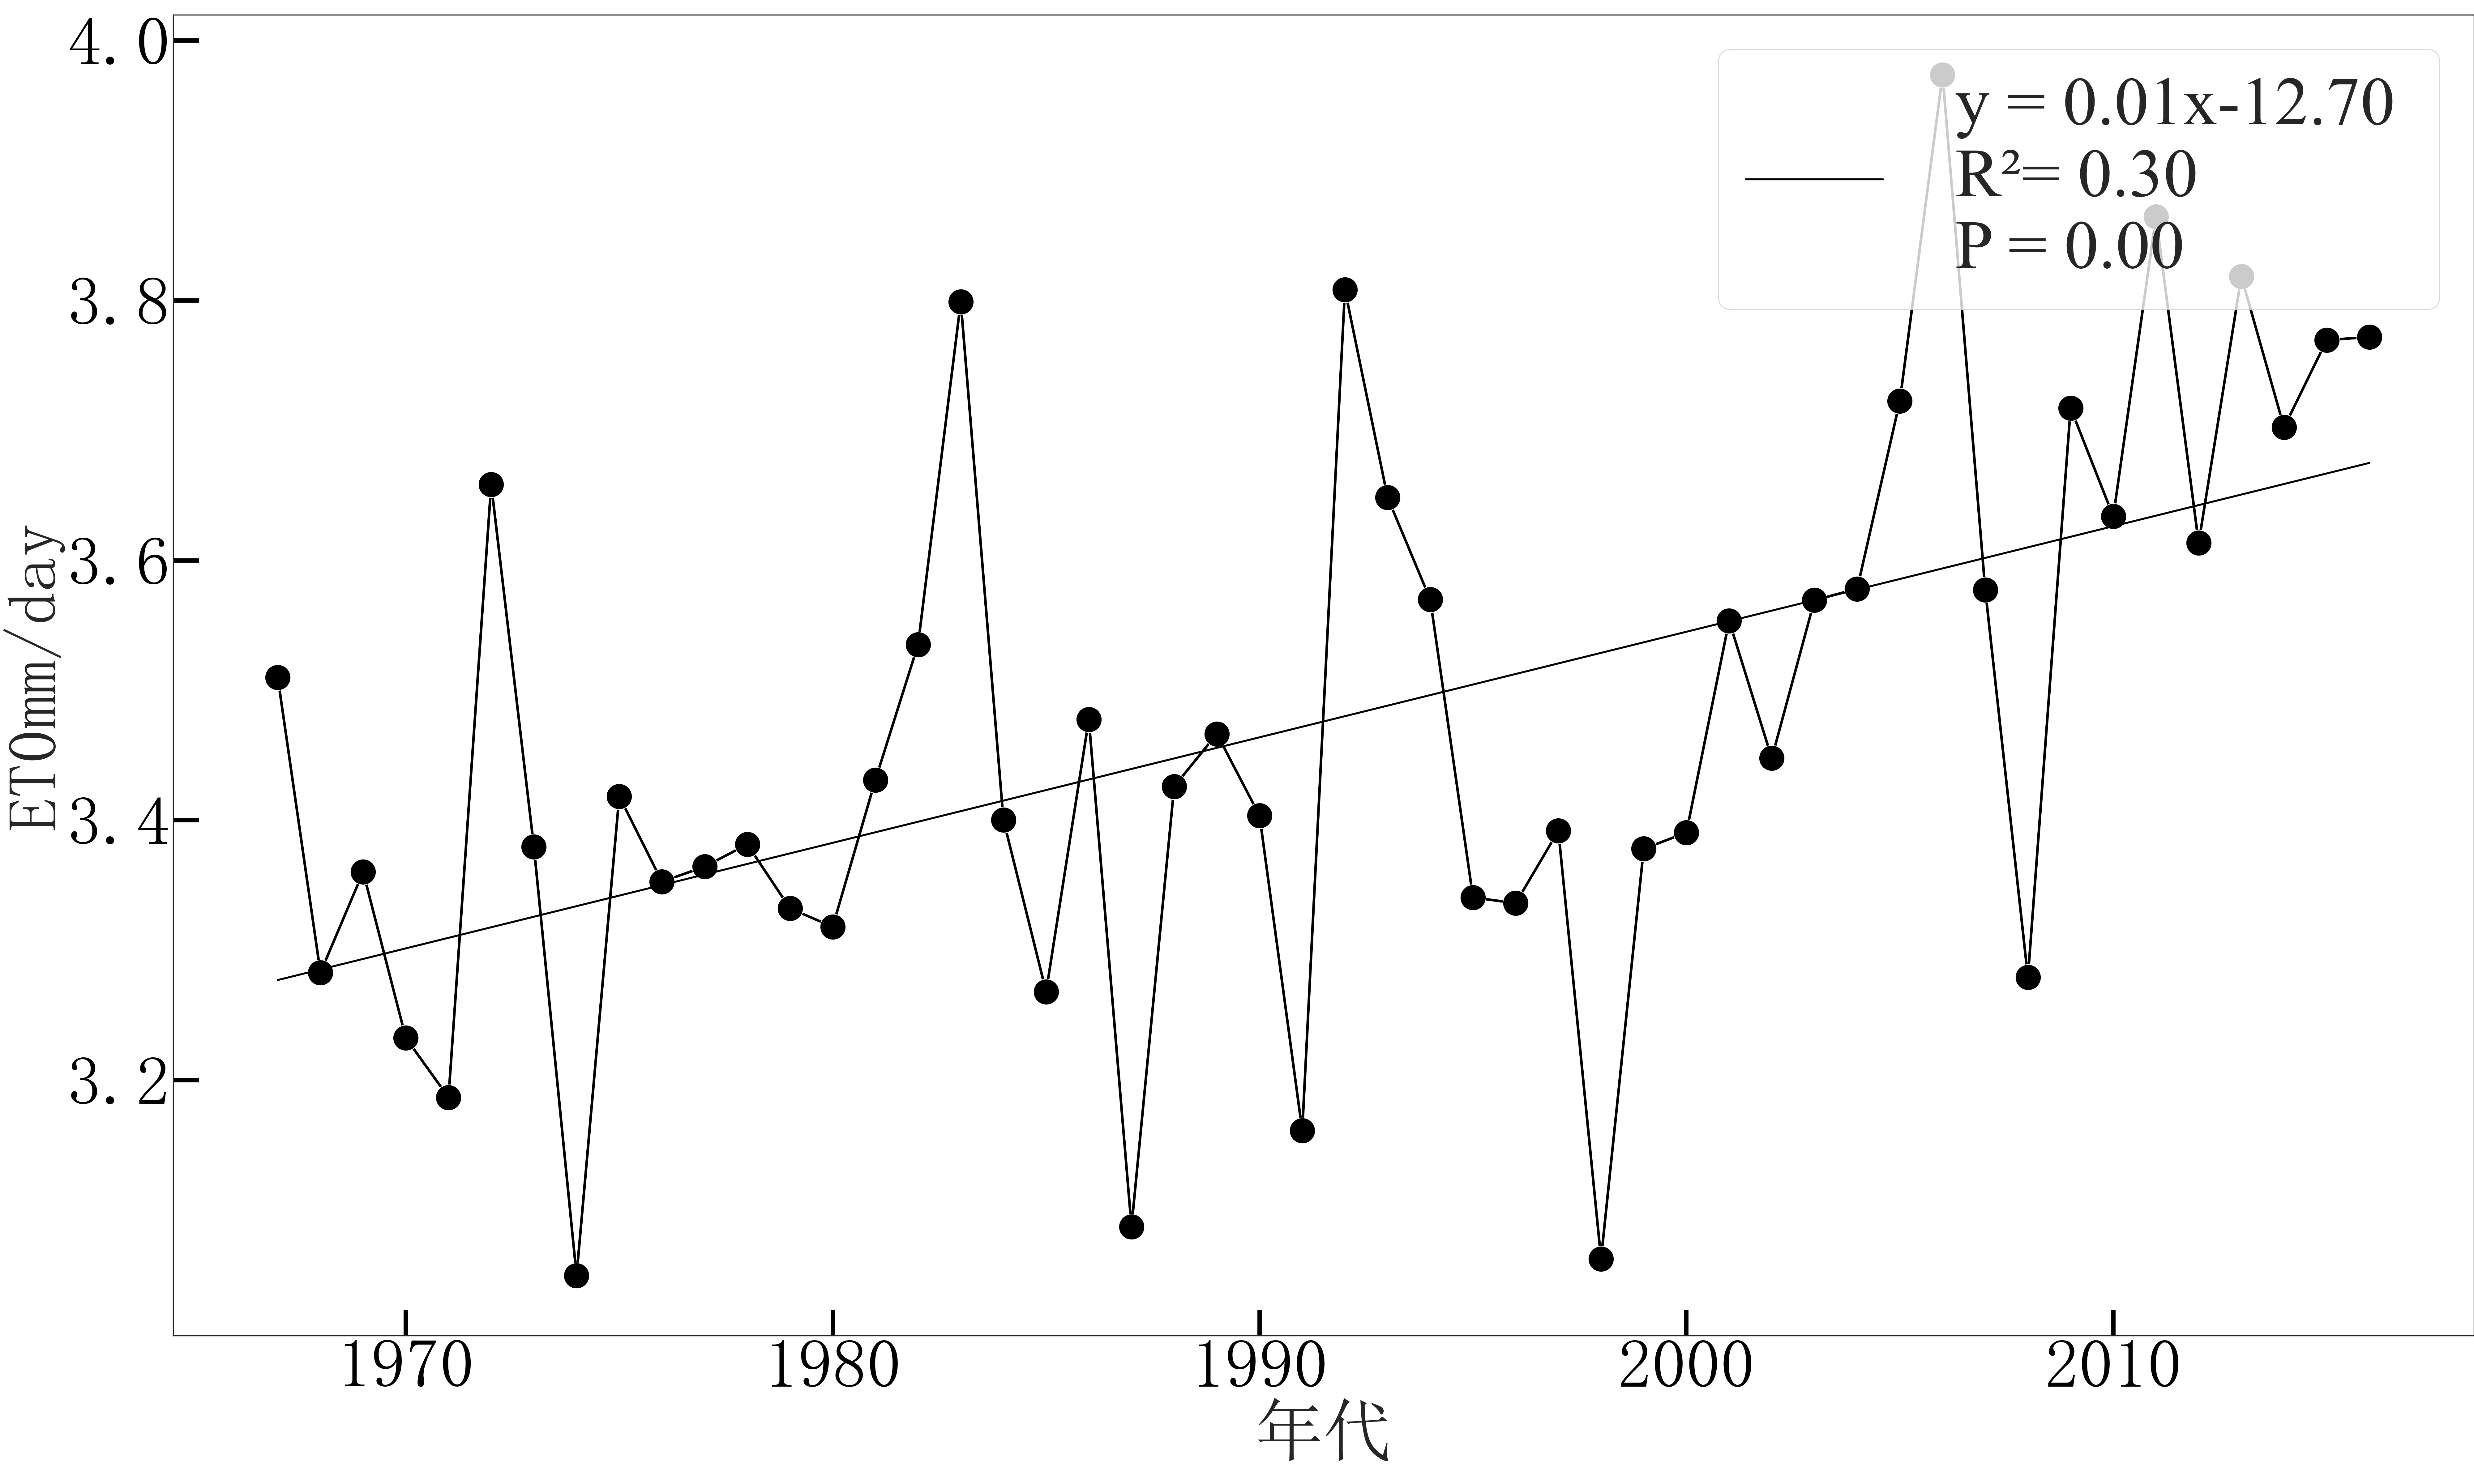 4.0
3.8
3.6
3.4
3.2
ET0mm/day
y = 0.01x-12.70
R²= 0.30
P = 0.00
1970 1980 1990 2000 2010
年代